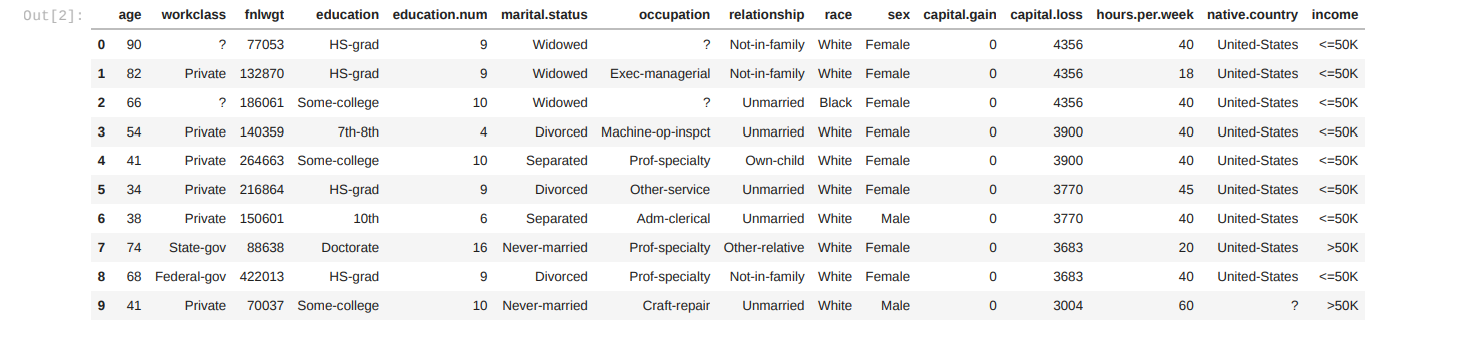 Out[2]:
age workclass fnlwgt education education.num marital.status occupation relationship race sex capital.gain capital.loss hours.per.week native.country income
0 90 ? 77053 HS-grad 9 Widowed ? Not-in-family White Female 0 4356 40 United-States <=50K
1 82 Private 132870 HS-grad 9 Widowed Exec-managerial Not-in-family White Female 0 4356 18 United-States <=50K
2 66 ? 186061 Some-college 10 Widowed ? Unmarried Black Female 0 4356 40 United-States <=50K
3 54 Private 140359 7th-8th 4 Divorced Machine-op-inspct Unmarried White Female 0 3900 40 United-States <=50K
4 41 Private 264663 Some-college 10 Separated Prof-specialty Own-child White Female 0 3900 40 United-States <=50K
5 34 Private 216864 HS-grad 9 Divorced Other-service Unmarried White Female 0 3770 45 United-States <=50K
6 38 Private 150601 10th 6 Separated Adm-clerical Unmarried White Male 0 3770 40 United-States <=50K
7 74 State-gov 88638 Doctorate 16 Never-married Prof-specialty Other-relative White Female 0 3683 20 United-States >50K
8 68 Federal-gov 422013 HS-grad 9 Divorced Prof-specialty Not-in-family White Female 0 3683 40 United-States <=50K
9 41 Private 70037 Some-college 10 Never-married Craft-repair Unmarried White Male 0 3004 60 ? >50K